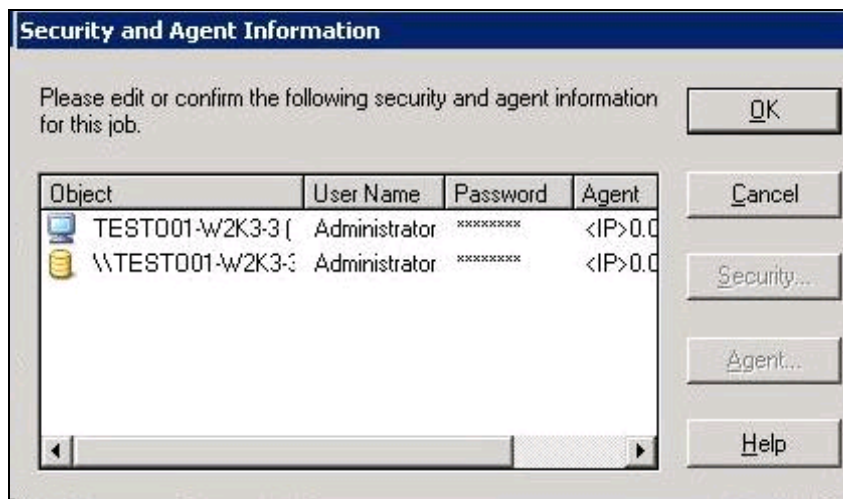 Security and Agent Information
Please edit or confirm the following security and agent information
for this job.
OK
Object User Name Password Agent
Cancel
TEST001-W2K3-3 ( Administrator ******** <IP>0.0
\\TEST001-W2K3-3 Administrator ******** <IP>0.0
Security...
Agent...
Help